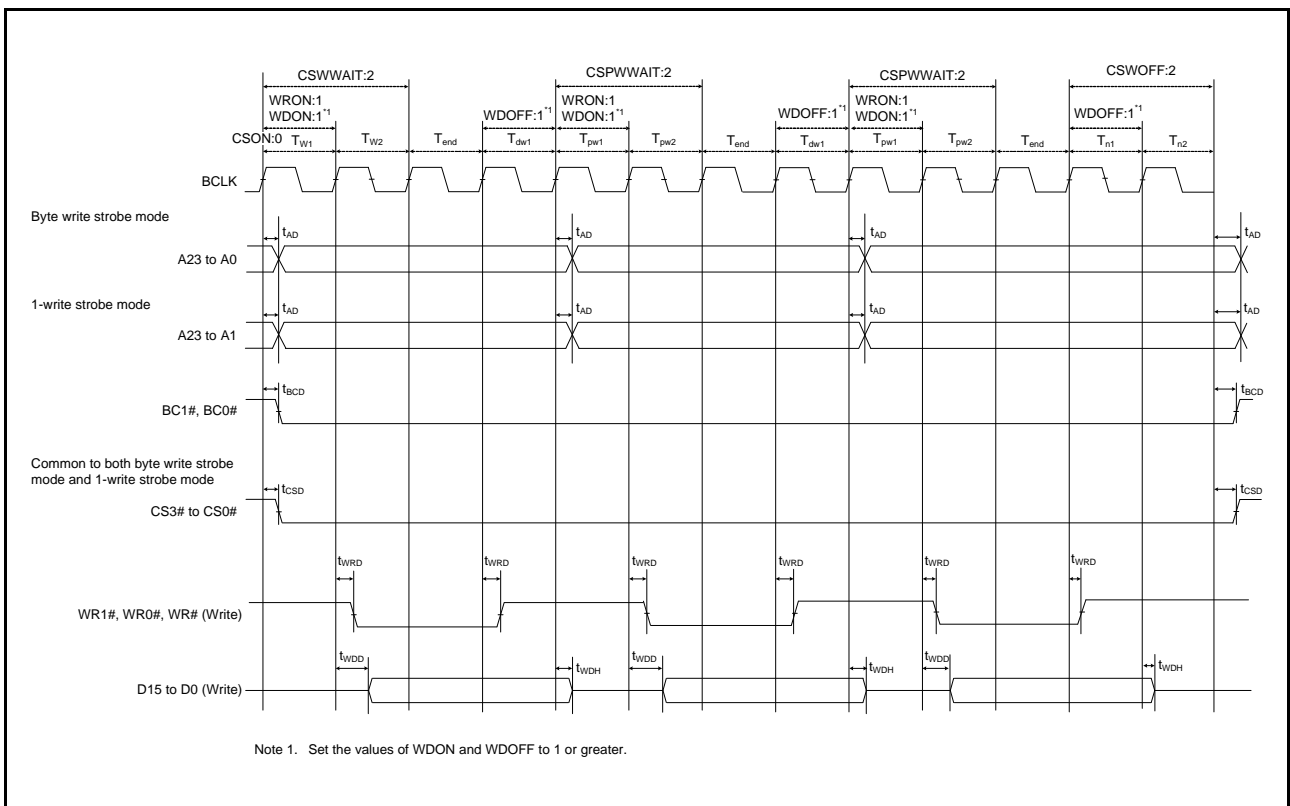 CSWWAIT:2
CSPWWAIT:2
CSPWWAIT:2
CSWOFF:2
WRON:1
WDON:1*1
WDOFF:1*1
WRON:1
WDON:1*1
WDOFF:1*1
WRON:1
WDON:1*1
WDOFF:1*1
CSON:0
TW1
TW2
Tend
Tdw1
Tpw1
Tpw2
Tend
Tdw1
Tpw1
Tpw2
Tend
Tn1
Tn2
BCLK
Byte write strobe mode
tAD
tAD
tAD
tAD
A23 to A0
1-write strobe mode
tAD
tAD
tAD
tAD
A23 to A1
tBCD
tBCD
BC1#, BC0#
Common to both byte write strobe
mode and 1-write strobe mode
tCSD
tCSD
CS3# to CS0#
tWRD
tWRD
tWRD
tWRD
tWRD
tWRD
WR1#, WR0#, WR# (Write)
tWDD
tWDH
tWDD
tWDH
tWDD
tWDH
D15 to D0 (Write)
Note 1. Set the values of WDON and WDOFF to 1 or greater.